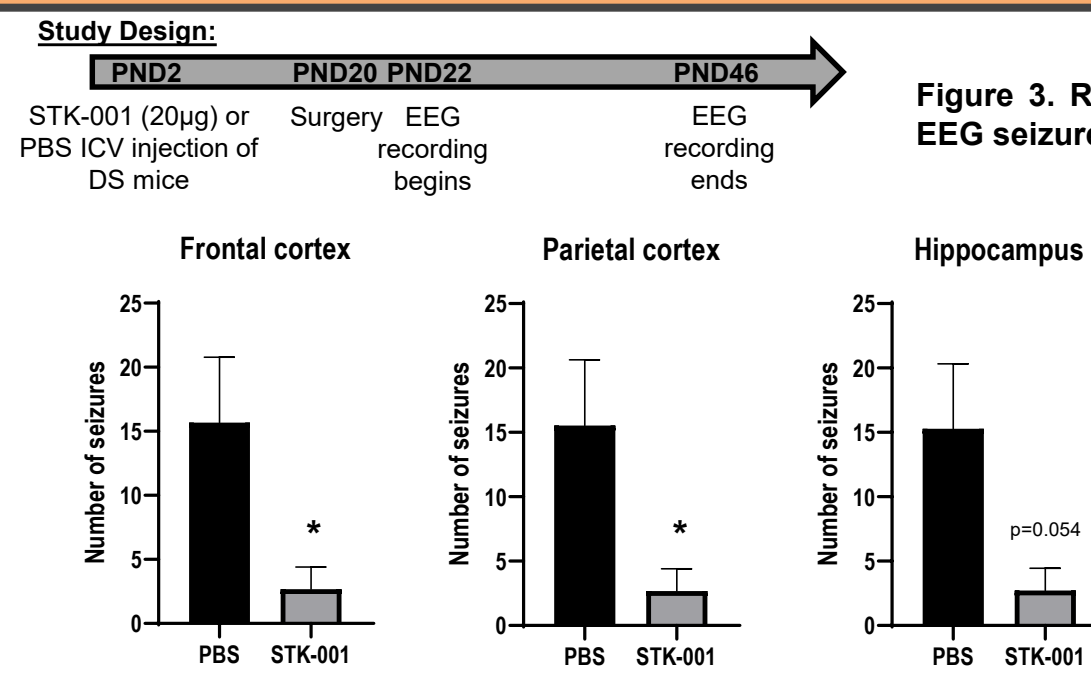 Study Design:
PND2 PND20 PND22 PND46
STK-001 (20µg) or
PBS ICV injection of
DS mice
Surgery
EEG
recording
begins
EEG
recording
ends
Figure 3. R
EEG seizure
Frontal cortex
Number of seizures
25
20
15
10
5
0
*
PBS STK-001
Parietal cortex
Number of seizures
25
20
15
10
5
0
*
PBS STK-001
Hippocampus
Number of seizures
25
20
15
10
5
0
p=0.054
PBS STK-001